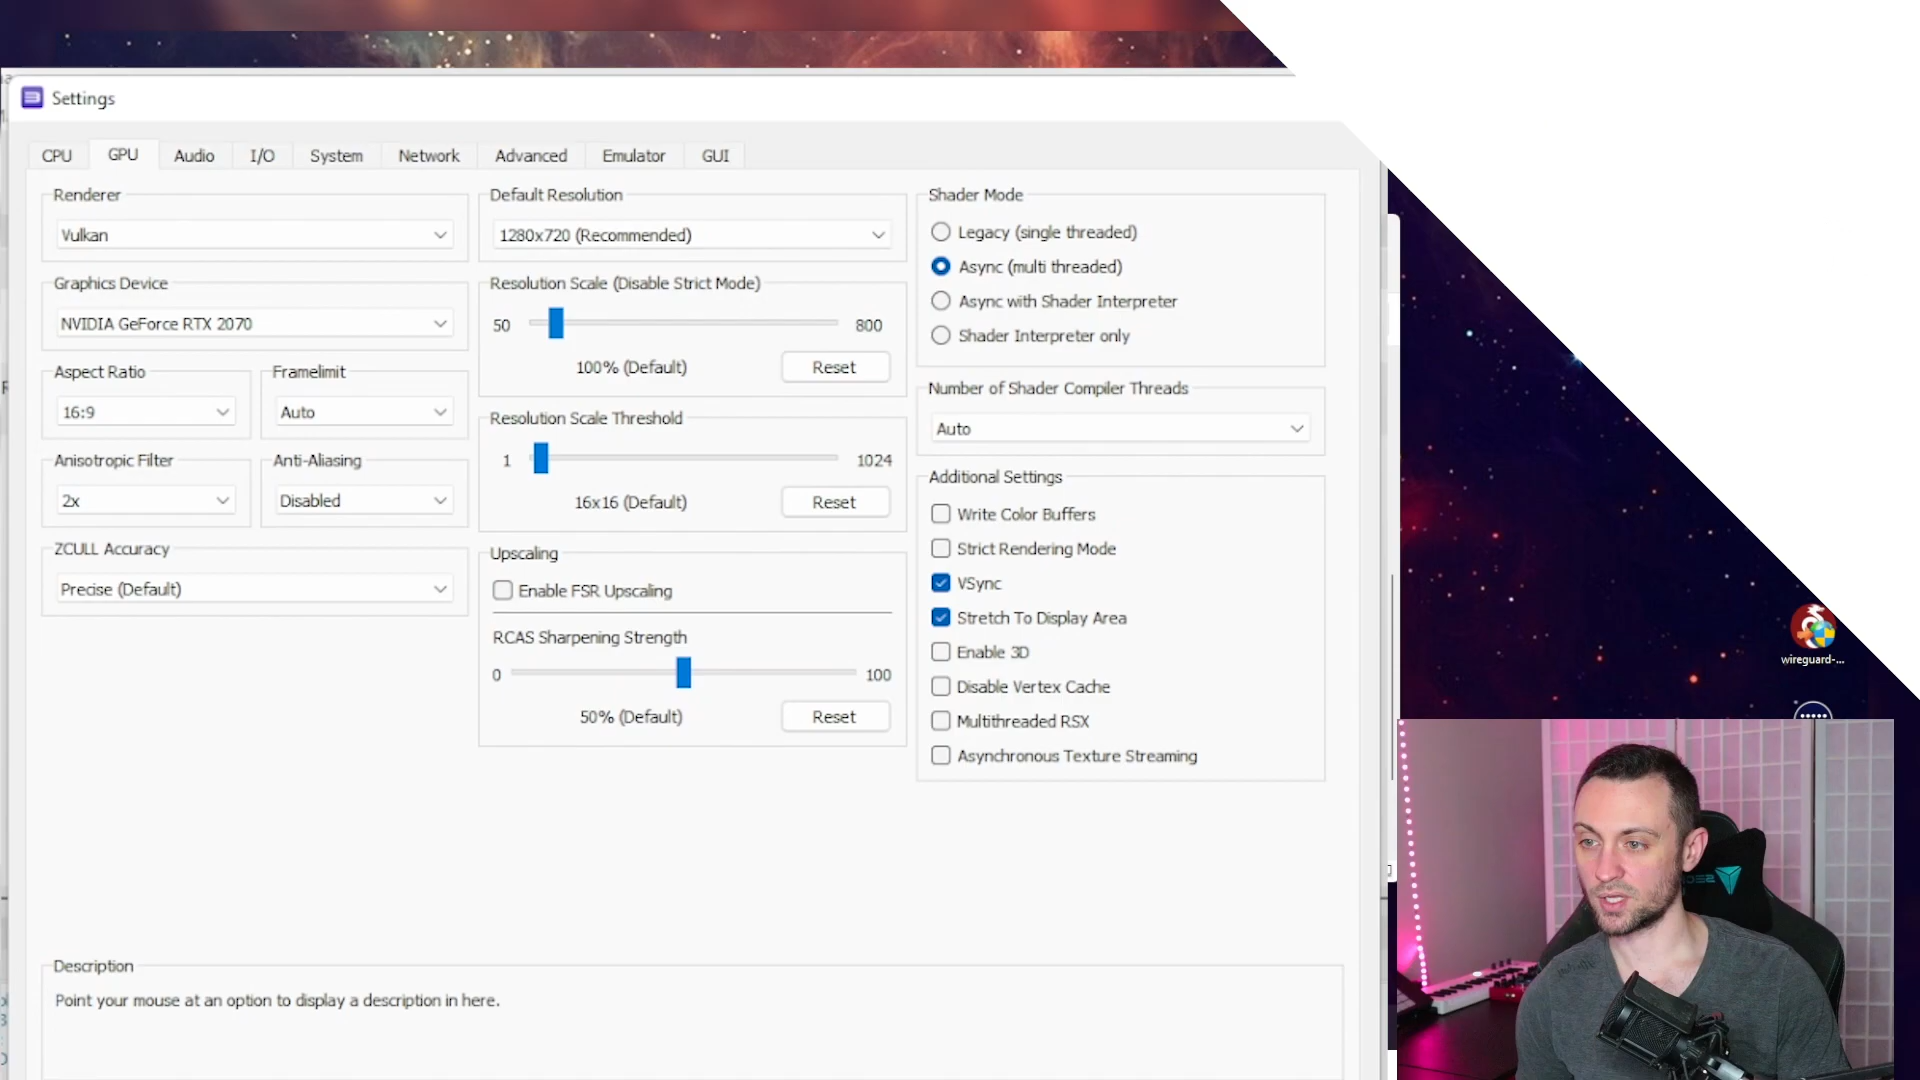 Settings
CPU
GPU
Audio
I/O
System
Network
Advanced
Emulator
GUI
Renderer
Vulkan
Graphics Device
NVIDIA GeForce RTX 2070
Aspect Ratio
16:9
Framelimit
Auto
Anisotropic Filter
2x
Anti-Aliasing
Disabled
ZCULL Accuracy
Precise (Default)
Default Resolution
1280x720 (Recommended)
Resolution Scale (Disable Strict Mode)
50
800
100% (Default)
Reset
Resolution Scale Threshold
1
1024
16x16 (Default)
Reset
Upscaling
Enable FSR Upscaling
RCAS Sharpening Strength
0
100
50% (Default)
Reset
Shader Mode
Legacy (single threaded)
Async (multi threaded)
Async with Shader Interpreter
Shader Interpreter only
Number of Shader Compiler Threads
Auto
Additional Settings
Write Color Buffers
Strict Rendering Mode
VSync
Stretch To Display Area
Enable 3D
Disable Vertex Cache
Multithreaded RSX
Asynchronous Texture Streaming
Description
Point your mouse at an option to display a description in here.
wireguard-...